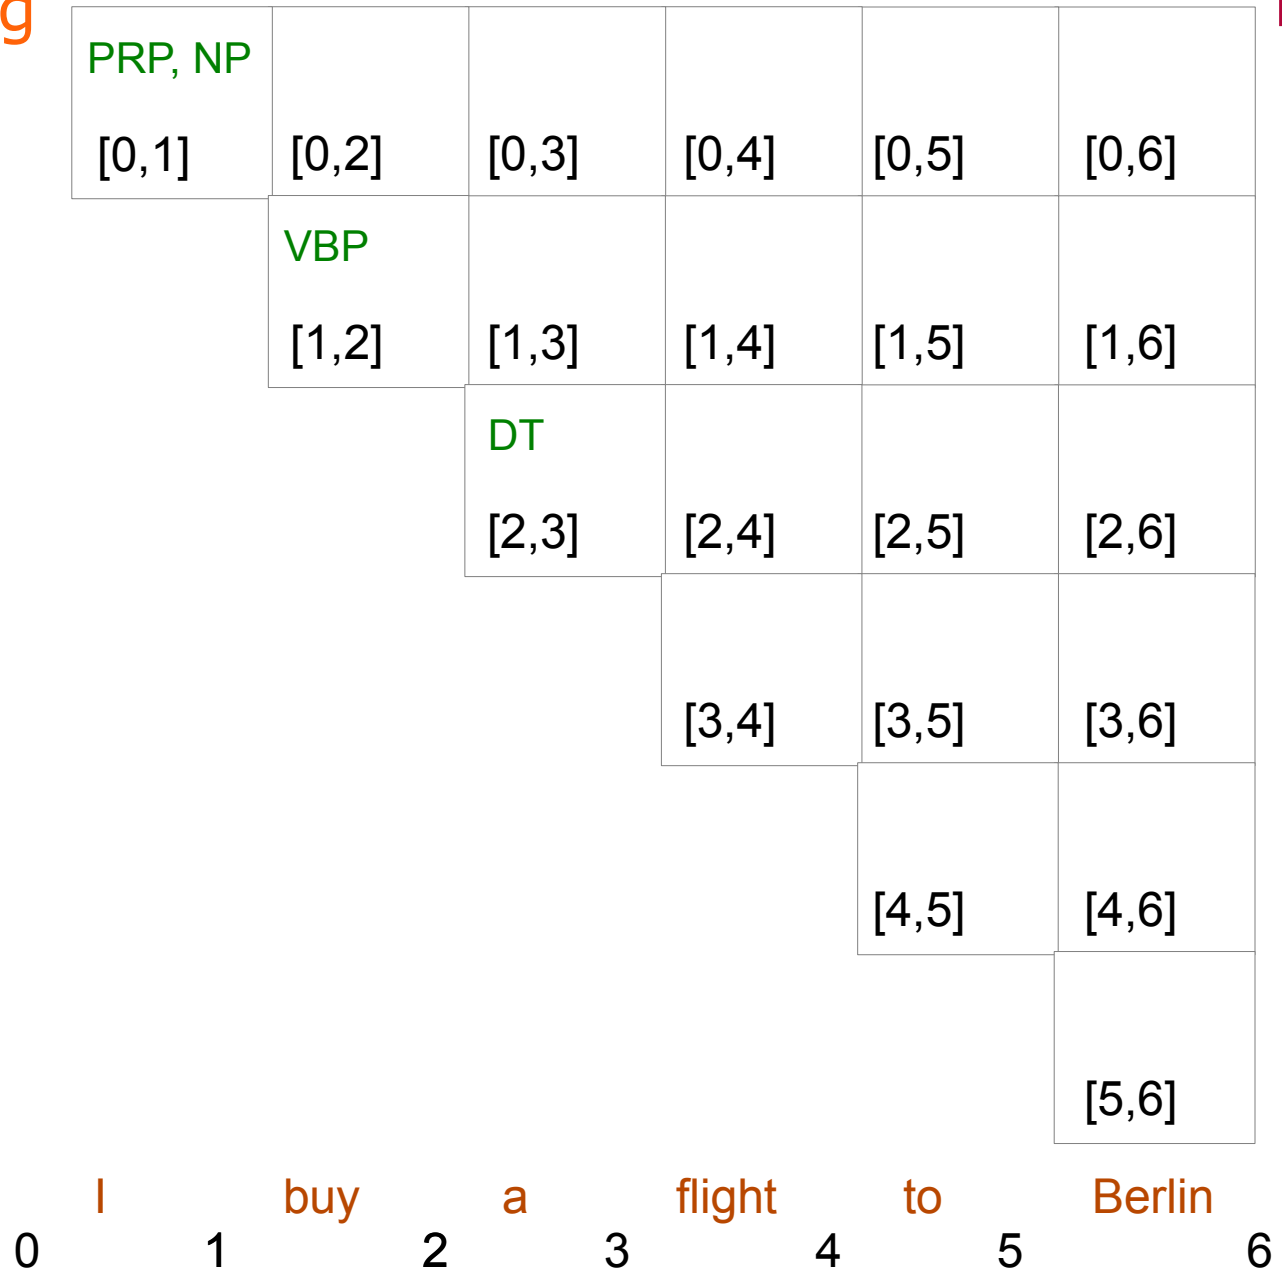 g
PRP, NP
[0,1] [0,2] [0,3] [0,4] [0,5] [0,6]
VBP
[1,2] [1,3] [1,4] [1,5] [1,6]
DT
[2,3] [2,4] [2,5] [2,6]
[3,4] [3,5] [3,6]
[4,5] [4,6]
[5,6]
I buy a flight to Berlin
0 1 2 3 4 5 6